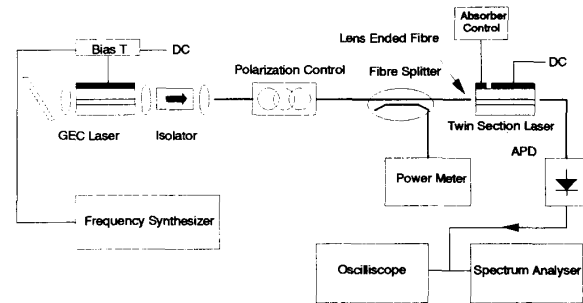 Absorber
Control
Bias T
DC
Lens Ended Fibre
Polarization Control
Fibre Splitter
DC
GEC Laser
Isolator
Twin Section Laser
APD
Power Meter
Frequency Synthesizer
Oscilliscope
Spectrum Analyser